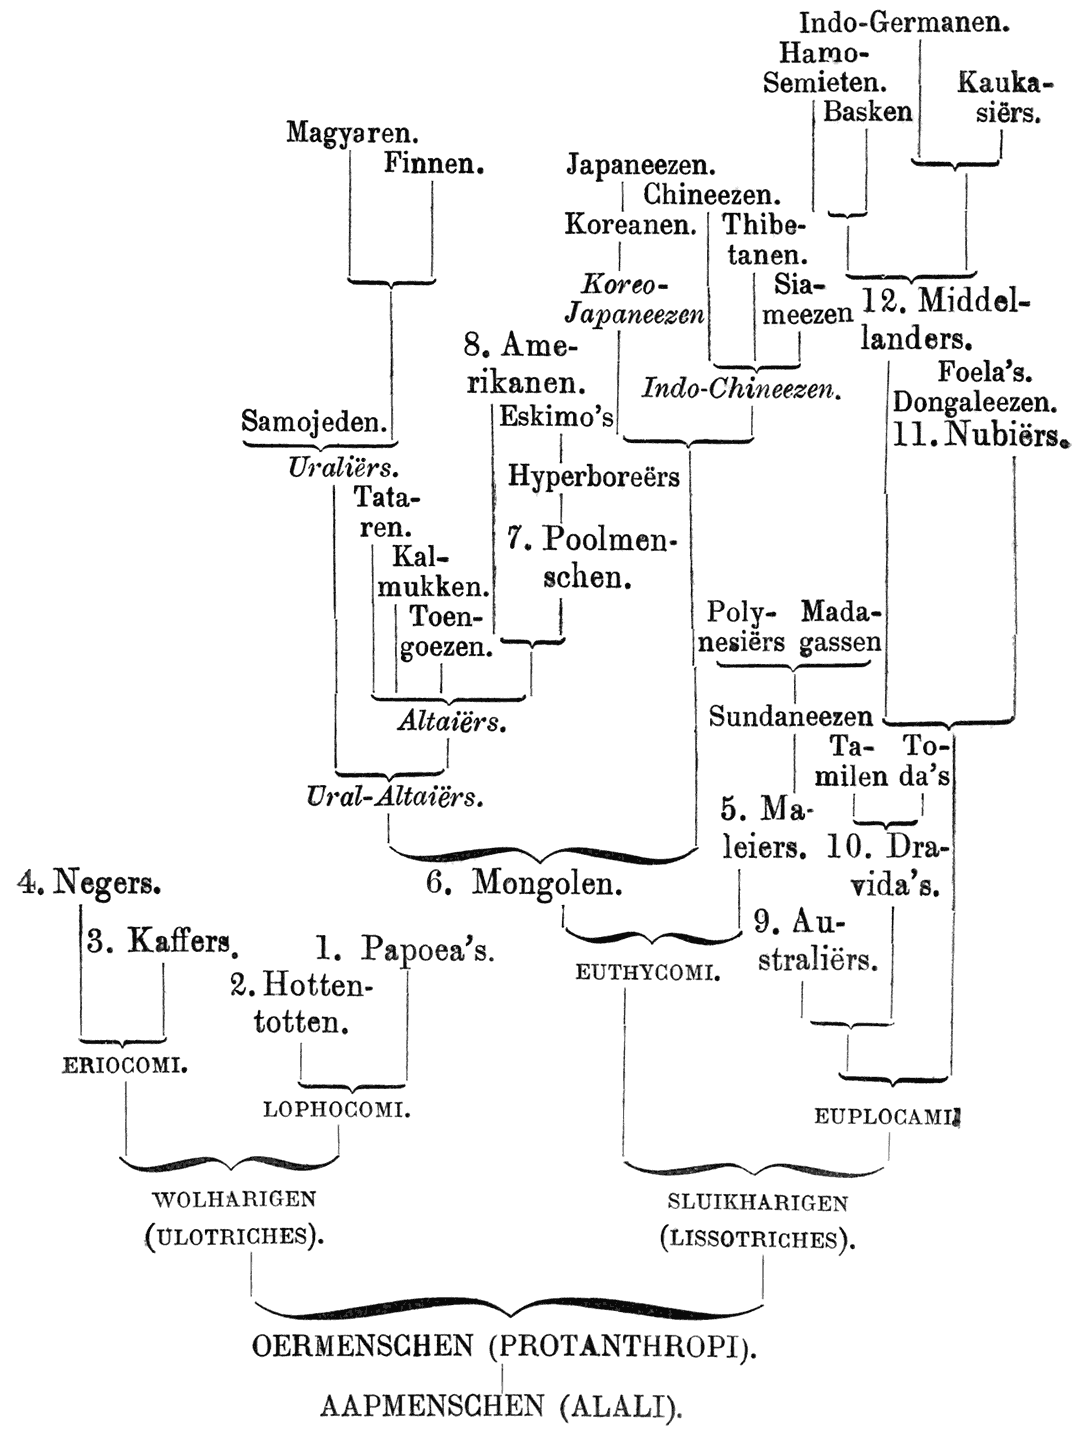 Indo-Germanen.
Hamo-
Semieten.
Kauka-
siërs.
Basken
Magyaren.
Finnen.
Japaneezen.
Chineezen.
Koreanen.
Thibe-
tanen.
Koreo-
Japaneezen
Sia-
meezen
12. Middel-
landers.
8. Ame-
rikanen.
Indo-Chineezen.
Foela's.
Dongaleezen.
11. Nubiërs.
Samojeden.
Eskimo's
Uraliërs.
Hyperboreërs
Tata-
ren.
7. Poolmen-
schen.
Kal-
mukken.
Toen-
goezen.
Poly-
nesiërs
Mada-
gassen
Altaiërs.
Sundaneezen
Ta-
milen
To-
da's
Ural-Altaiërs.
5. Ma-
leiers.
10. Dra-
vida's.
4. Negers.
6. Mongolen.
3. Kaffers.
1. Papoea's.
9. Au-
straliërs.
2. Hotten-
totten.
EUTHYCOMI.
ERIOCOMI.
LOPHOCOMI.
EUPLOCAMI.
WOLHARIGEN
(ULOTRICHES).
SLUIKHARIGEN
(LISSOTRICHES).
OERMENSCHEN (PROTANTHROPI).
AAPMENSCHEN (ALALI).